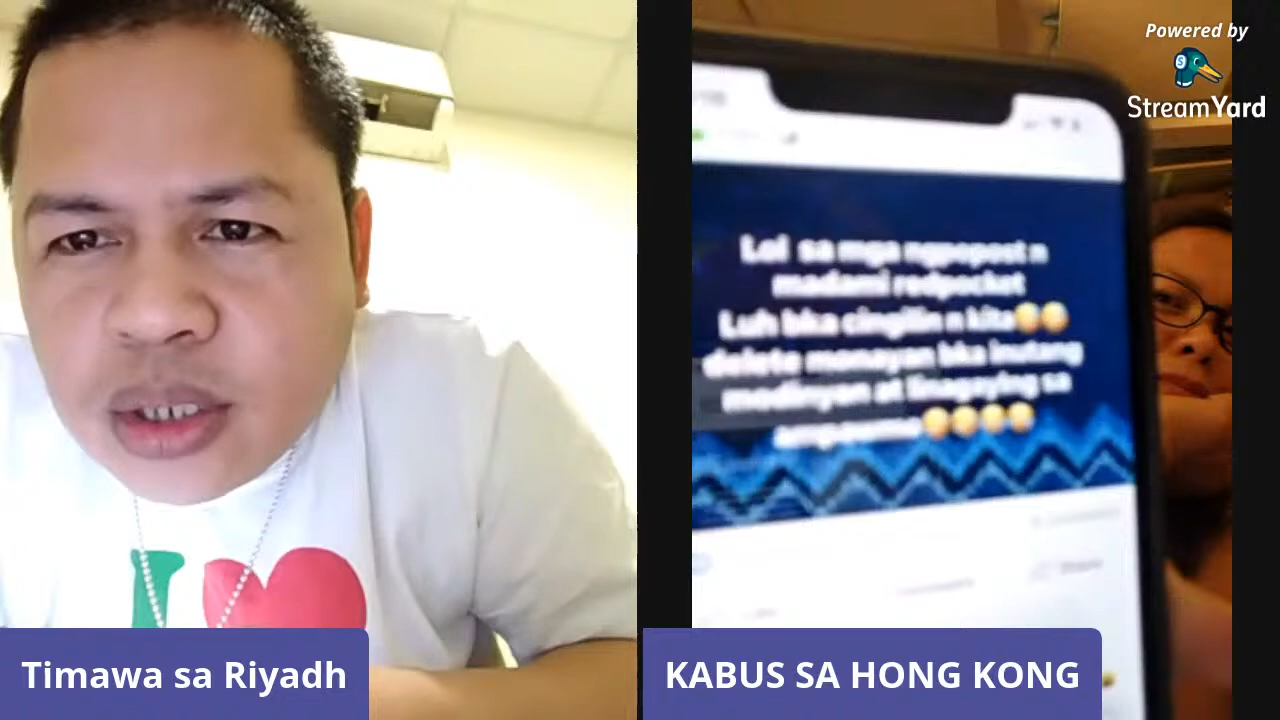 Powered by
StreamYard
Lol sa mga ngpopost n
madami redpocket
Luh bka cingilin n kita
delete monayan bka inutang
modinyan at linagaying sa
Share
I
Timawa sa Riyadh
KABUS SA HONG KONG